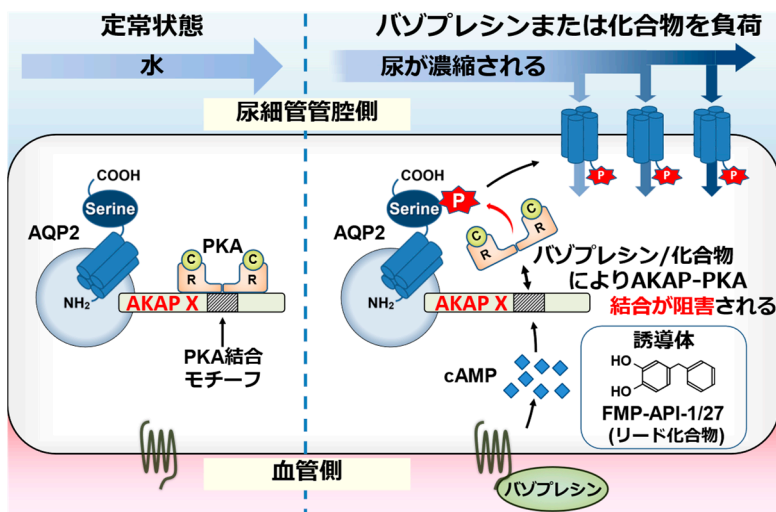 定常状態
水
バゾプレシンまたは化合物を負荷
尿が濃縮される
尿細管管腔側
COOH
Serine
AQP2
NH₂
PKA
C
C
R
R
AKAP X
PKA結合
モチーフ
COOH
Serine
P
AQP2
NH₂
C
C
R
R
P
P
P
バゾプレシン/化合物
によりAKAP-PKA
結合が阻害される
AKAP X
cAMP
誘導体
HO
HO
FMP-API-1/27
(リード化合物)
血管側
バゾプレシン